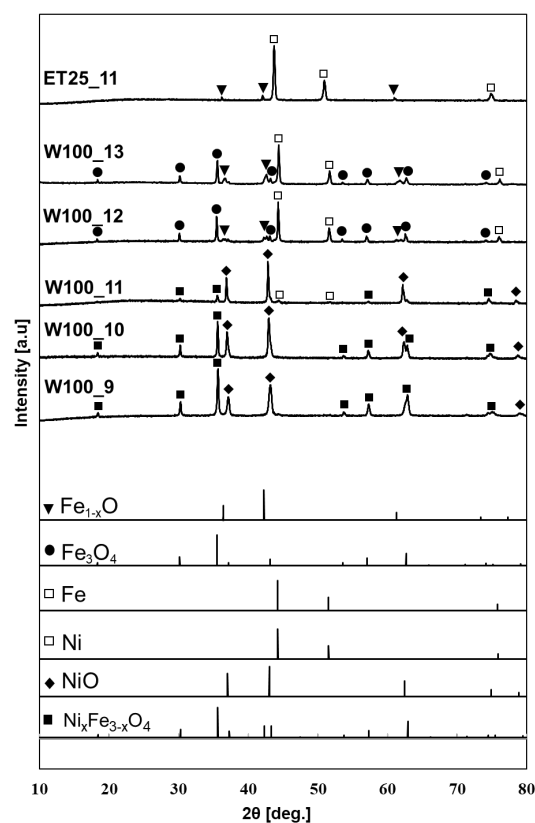 ET25_11
W100_13
W100_12
W100_11
W100_10
W100_9
Intensity [a.u]
Fe1-xO
Fe3O4
Fe
Ni
NiO
NixFe3-xO4
10 20 30 40 50 60 70 80
2θ [deg.]